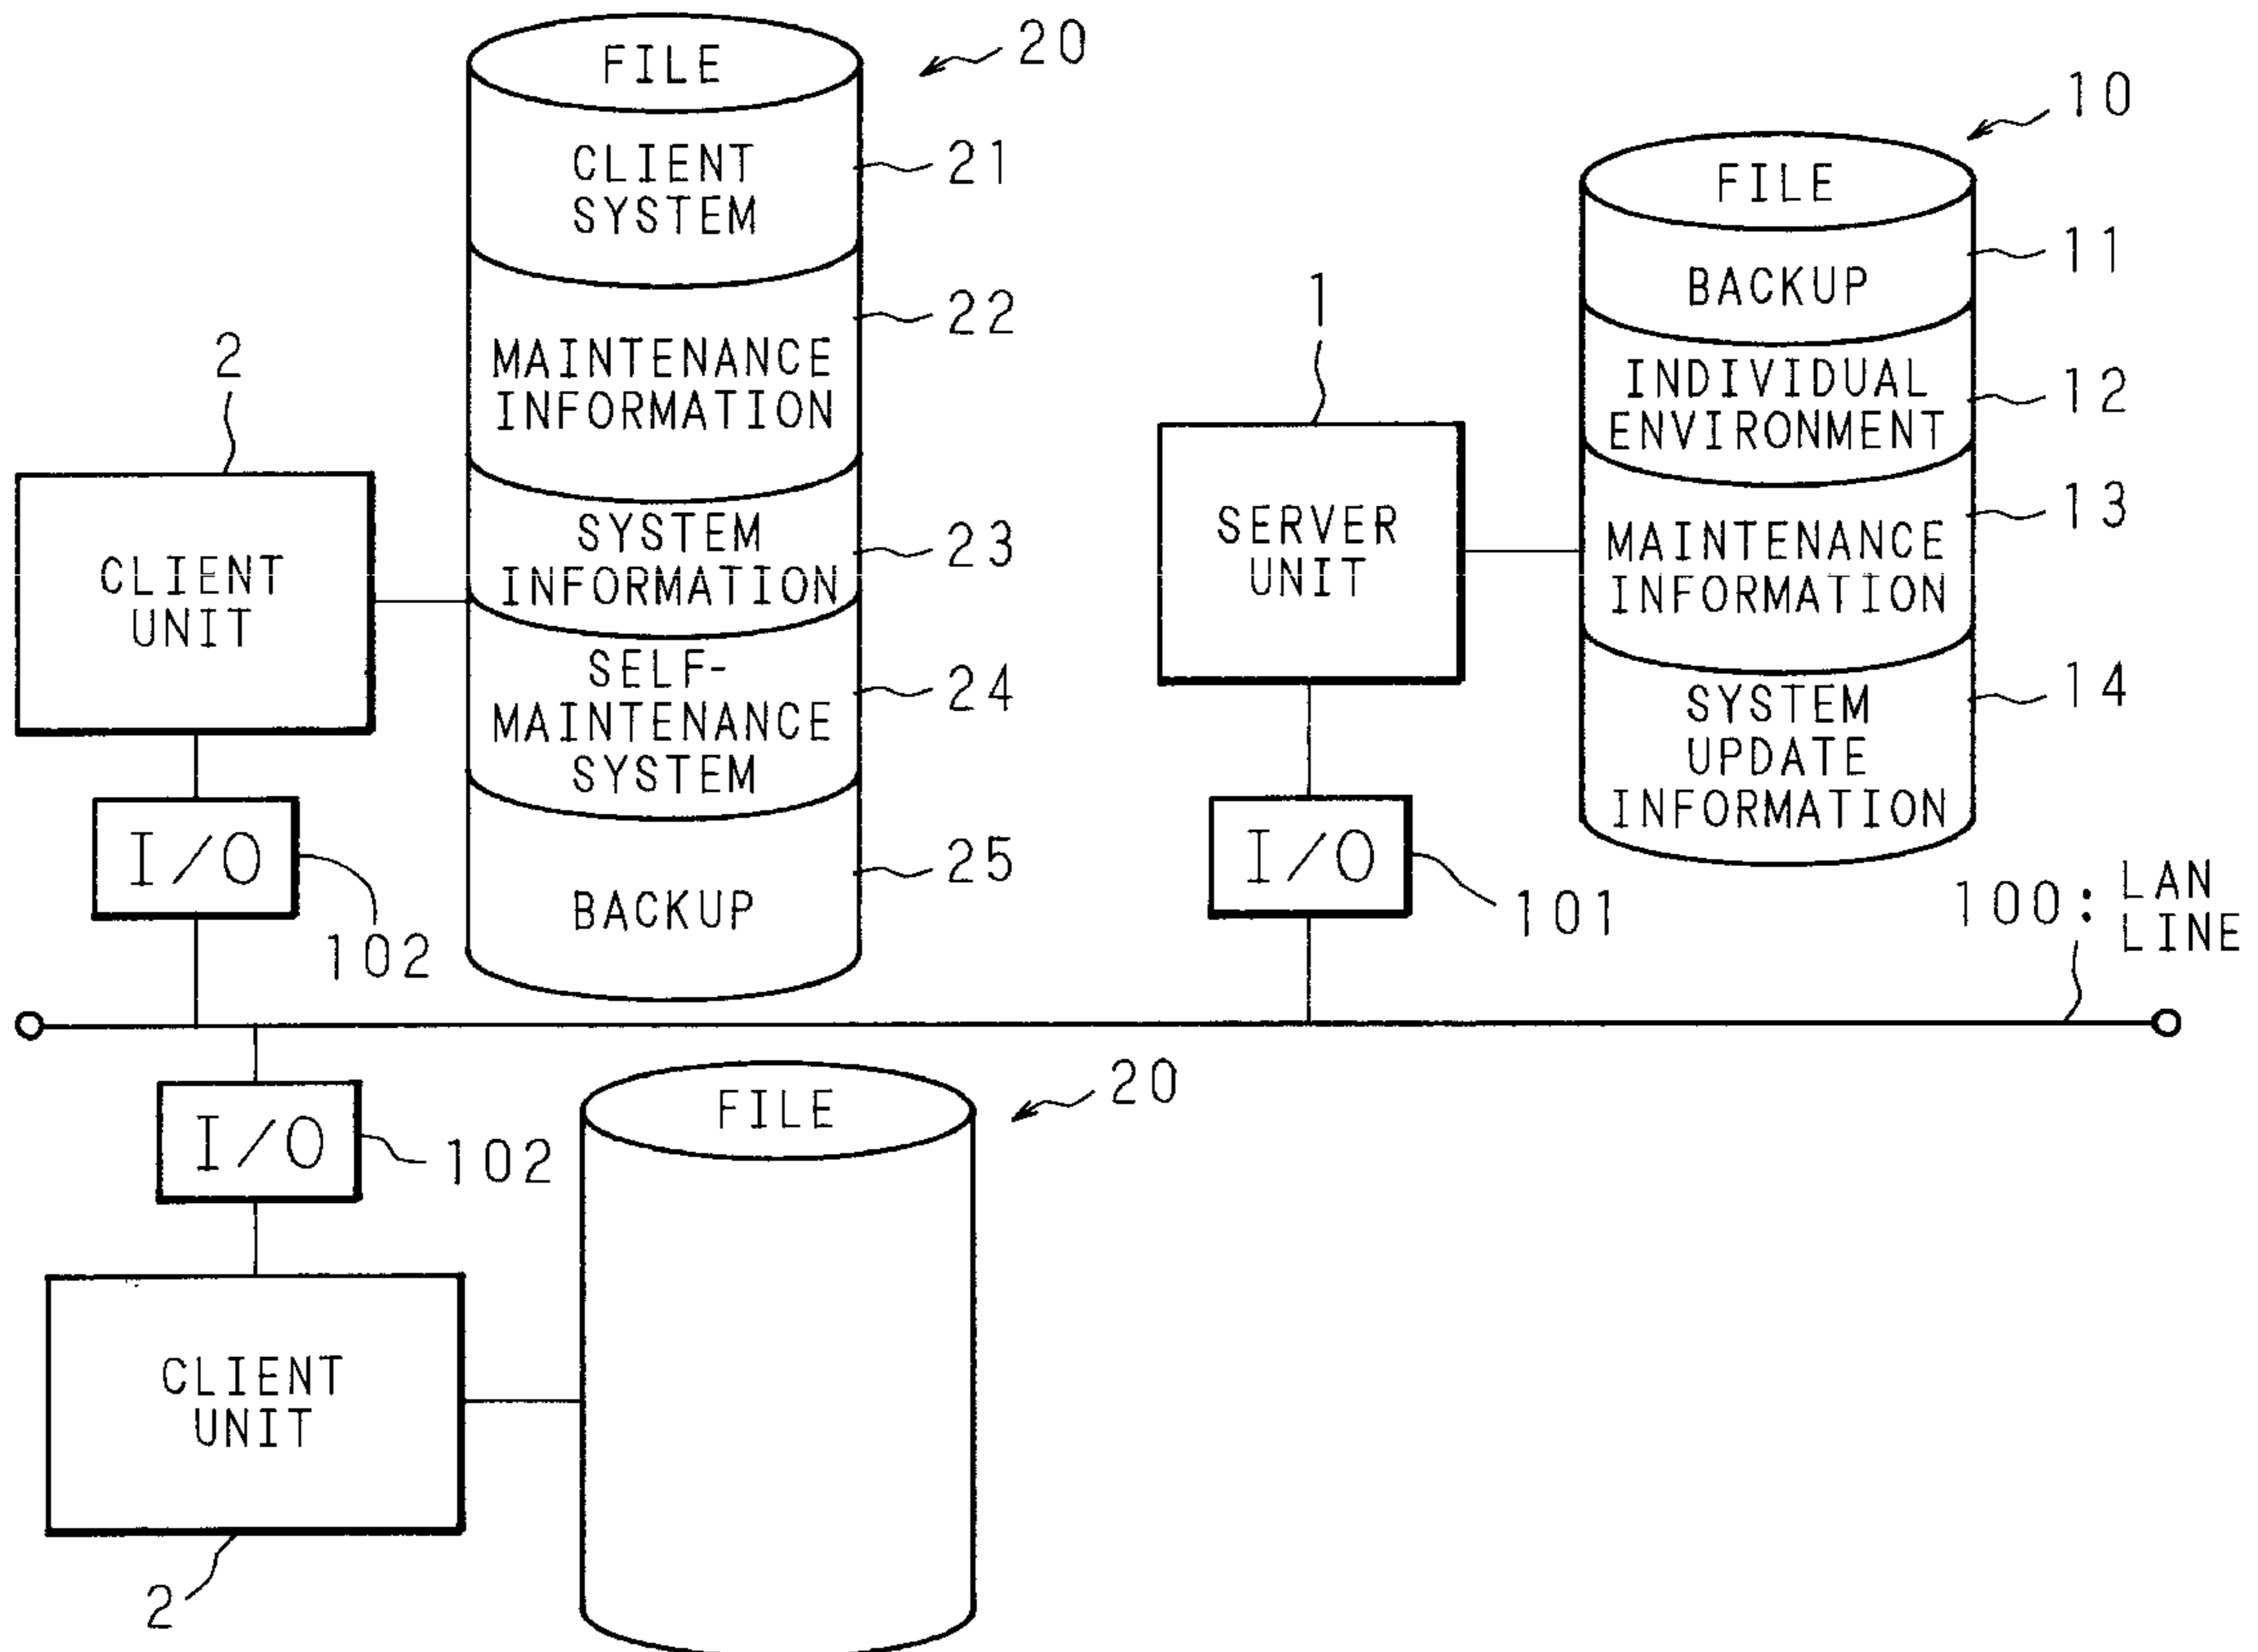 FILE
20
CLIENT
SYSTEM
21
MAINTENANCE
INFORMATION
22
SYSTEM
INFORMATION
23
SELF-
MAINTENANCE
SYSTEM
24
BACKUP
25
2
CLIENT
UNIT
I/O
102
1
SERVER
UNIT
I/O
101
FILE
10
BACKUP
11
INDIVIDUAL
ENVIRONMENT
12
MAINTENANCE
INFORMATION
13
SYSTEM
UPDATE
INFORMATION
14
100: LAN
LINE
I/O
102
CLIENT
UNIT
2
FILE
20